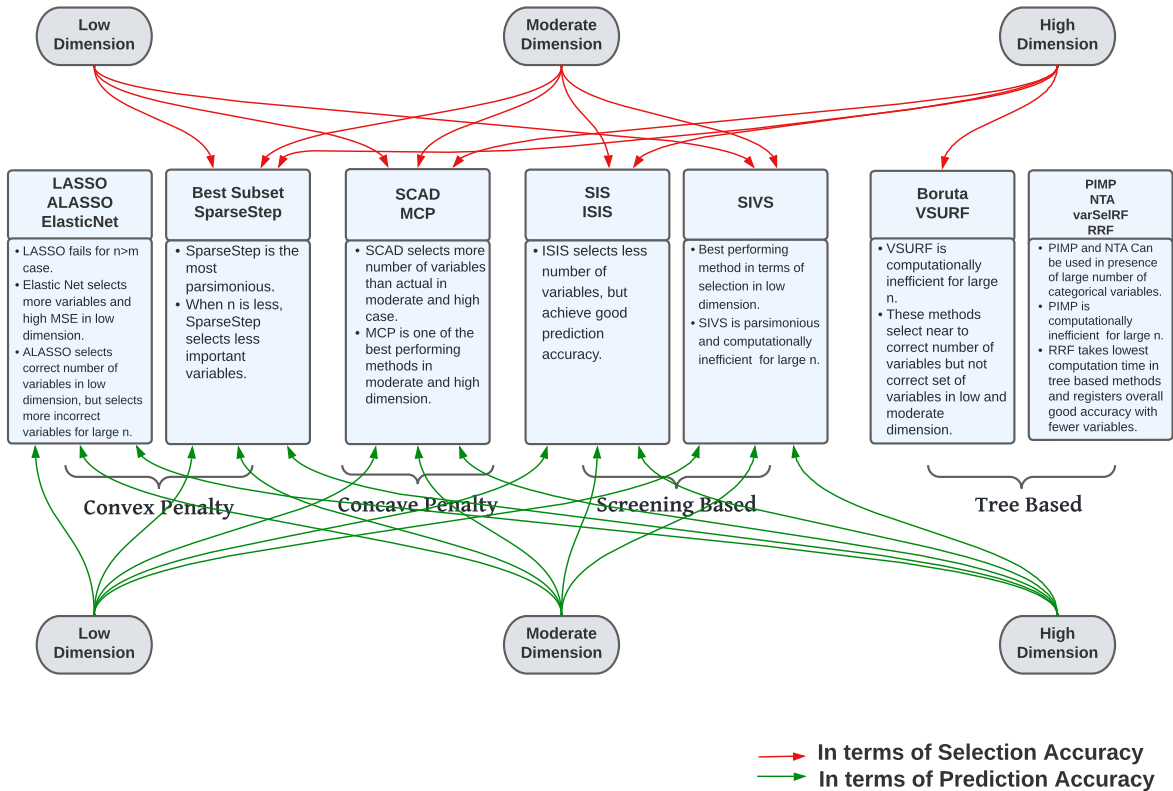 Low
Dimension
Moderate
Dimension
High
Dimension
LASSO
ALASSO
ElasticNet
• LASSO fails for n>m
case.
• Elastic Net selects
more variables and
high MSE in low
dimension.
• ALASSO selects
correct number of
variables in low
dimension, but selects
more incorrect
variables for large n.
Best Subset
SparseStep
• SparseStep is the
most
parsimonious.
• When n is less,
SparseStep
selects less
important
variables.
SCAD
MCP
• SCAD selects more
number of variables
than actual in
moderate and high
case.
• MCP is one of the
best performing
methods in
moderate and high
dimension.
SIS
ISIS
• ISIS selects less
number of
variables, but
achieve good
prediction
accuracy.
SIVS
• Best performing
method in terms of
selection in low
dimension.
• SIVS is parsimonious
and computationally
inefficient for large n.
Boruta
VSURF
• VSURF is
computationally
inefficient for large
n.
• These methods
select near to
correct number of
variables but not
correct set of
variables in low and
moderate
dimension.
PIMP
NTA
varSelRF
RRF
• PIMP and NTA Can
be used in presence
of large number of
categorical variables.
• PIMP is
computationally
inefficient for large n.
• RRF takes lowest
computation time in
tree based methods
and registers overall
good accuracy with
fewer variables.
Convex Penalty
Concave Penalty
Screening Based
Tree Based
Low
Dimension
Moderate
Dimension
High
Dimension
In terms of Selection Accuracy
In terms of Prediction Accuracy